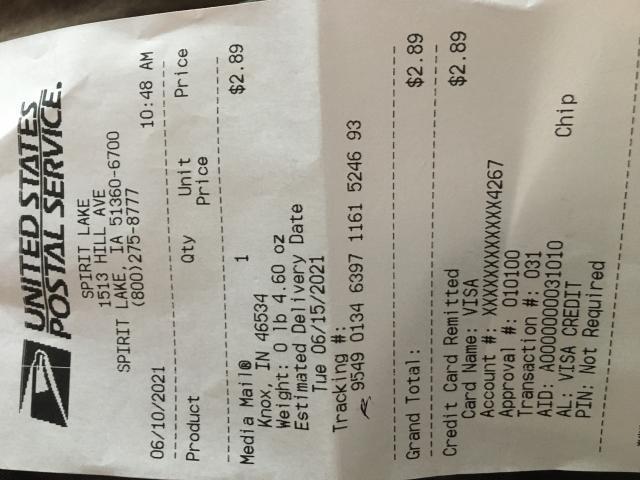 UNITED STATES
POSTAL SERVICE.
SPIRIT LAKE
1513 HILL AVE
SPIRIT LAKE, IA 51360-6700
(800)275-8777
06/10/2021 10:48 AM
Product Qty Unit Price
Price
Media Mail® 1 $2.89
Knox, IN 46534
Weight: 0 lb 4.60 oz
Estimated Delivery Date
Tue 06/15/2021
Tracking #:
9549 0134 6397 1161 5246 93
Grand Total: $2.89
Credit Card Remitted $2.89
Card Name: VISA
Account #: XXXXXXXXXXXX4267
Approval #: 010100
Transaction #: 031
AID: A0000000031010 Chip
AL: VISA CREDIT
PIN: Not Required